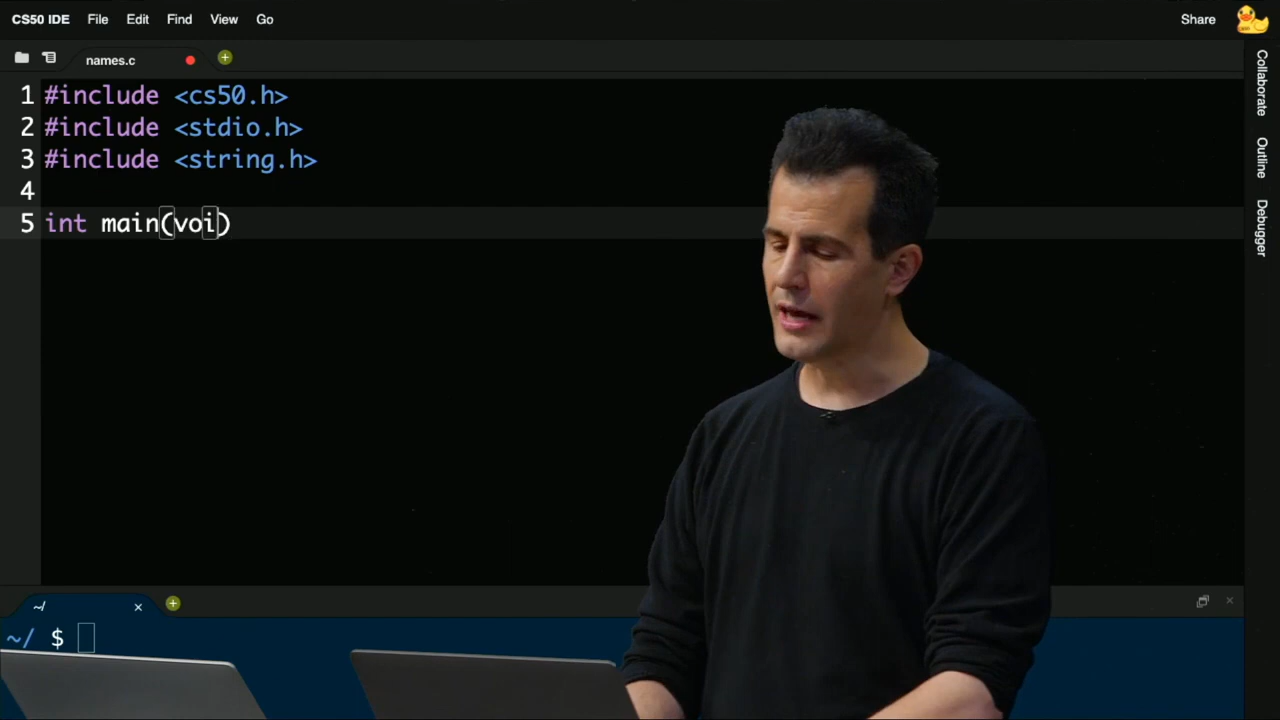 CS50 IDE File Edit Find View Go Share
names.c
1 #include <cs50.h>
2 #include <stdio.h>
3 #include <string.h>
4
5 int main(voi)
Collaborate
Outline
Debugger
~/
~/ $